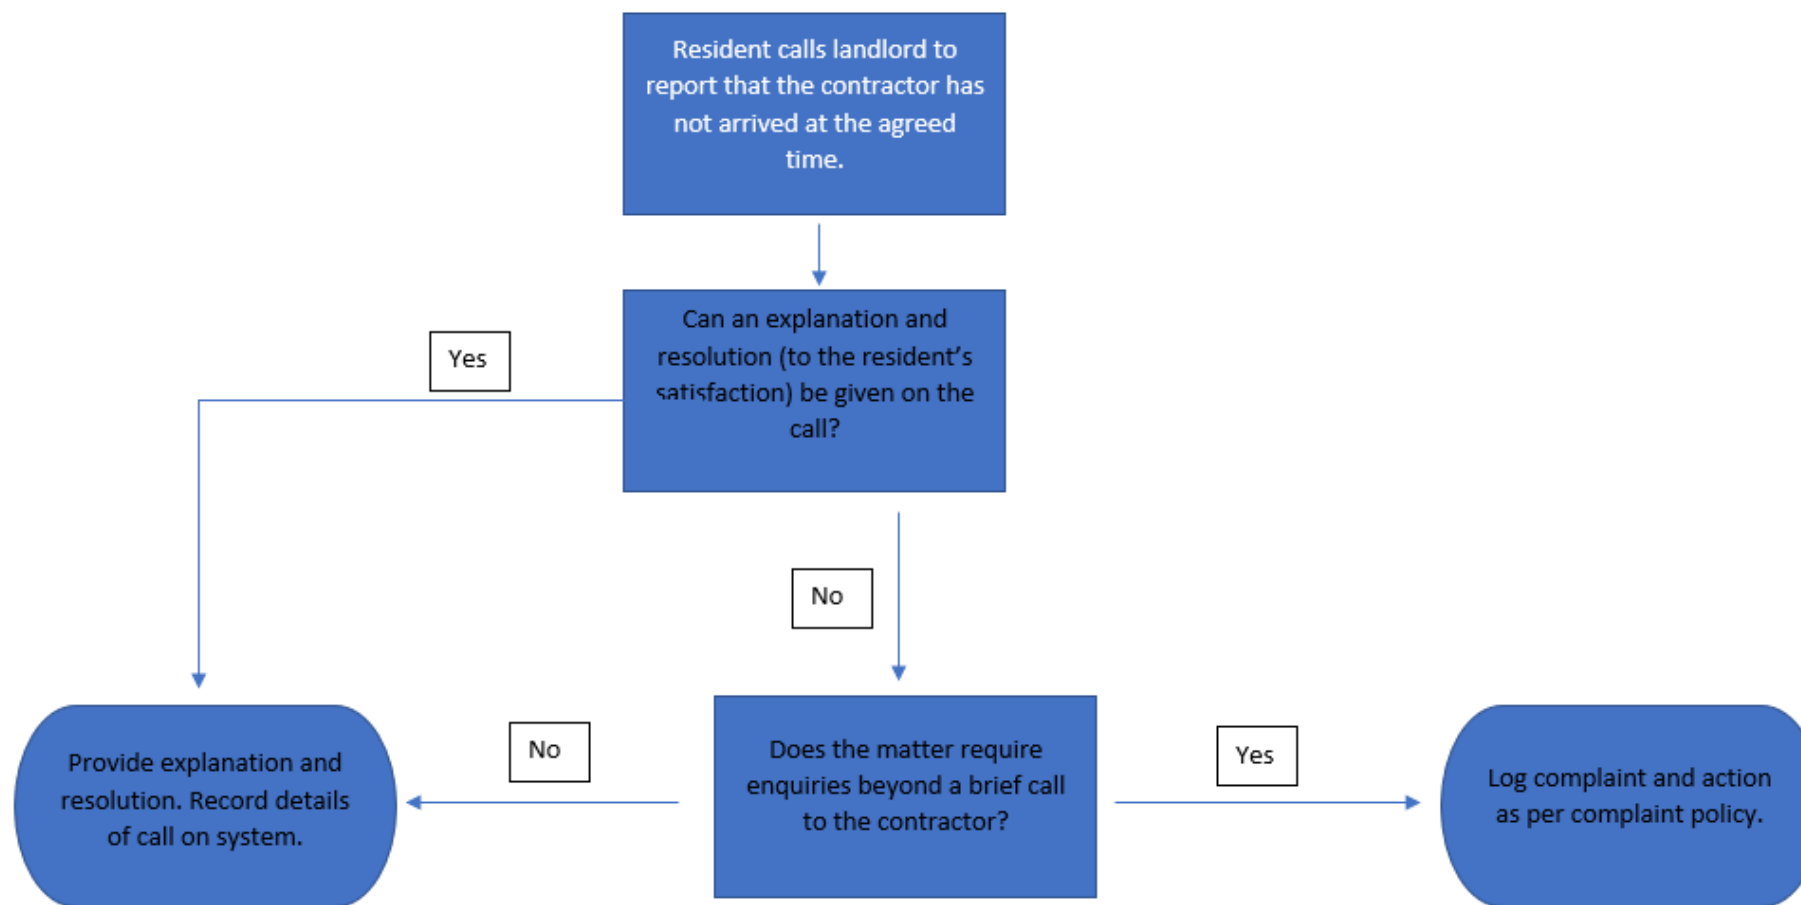 Resident calls landlord to
report that the contractor has
not arrived at the agreed
time.
Can an explanation and
resolution (to the resident’s
satisfaction) be given on the
call?
Yes
No
Provide explanation and
resolution. Record details
of call on system.
No
Does the matter require
enquiries beyond a brief call
to the contractor?
Yes
Log complaint and action
as per complaint policy.